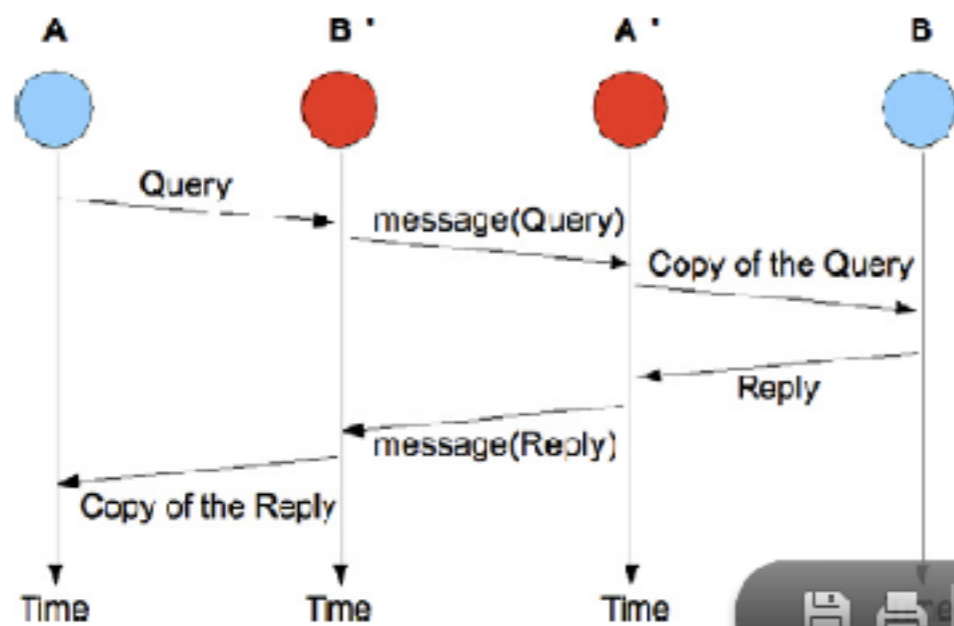 A B ' A ' B
Query
message(Query)
Copy of the Query
Reply
message(Reply)
Copy of the Reply
Time Time Time